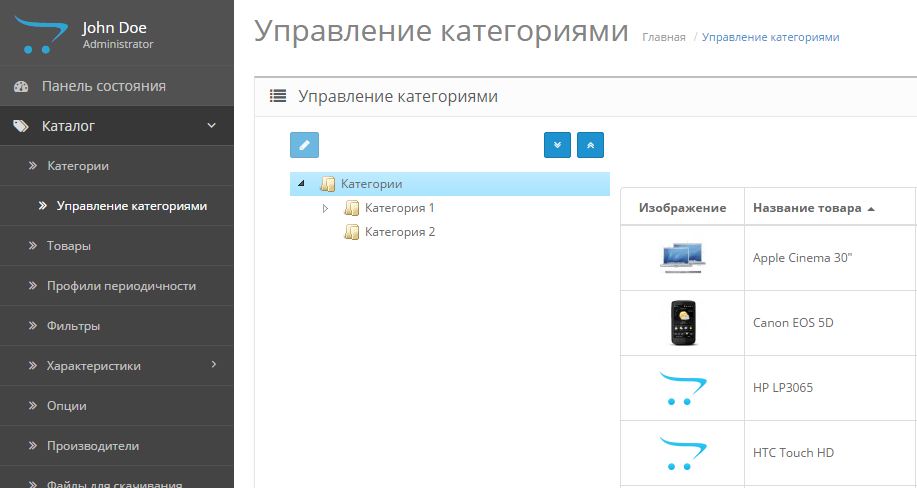 John Doe
Administrator
Панель состояния
Каталог
Категории
Управление категориями
Товары
Профили периодичности
Фильтры
Характеристики
Опции
Производители
Файлы для скачивания
Управление категориями
Главная / Управление категориями
Управление категориями
Категории
Категория 1
Категория 2
Изображение Название товара
Apple Cinema 30"
Canon EOS 5D
HP LP3065
HTC Touch HD